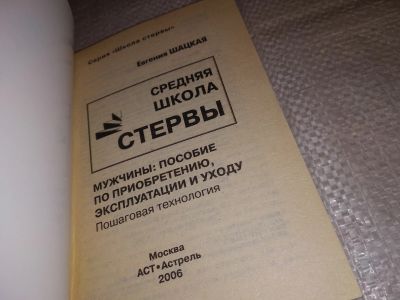 Серия «Школа стервы»
Евгения ШАЦКАЯ
СРЕДНЯЯ
ШКОЛА
СТЕРВЫ
МУЖЧИНЫ: ПОСОБИЕ
ПО ПРИОБРЕТЕНИЮ,
ЭКСПЛУАТАЦИИ И УХОДУ
Пошаговая технология
Москва
АСТ•Астрель
2006